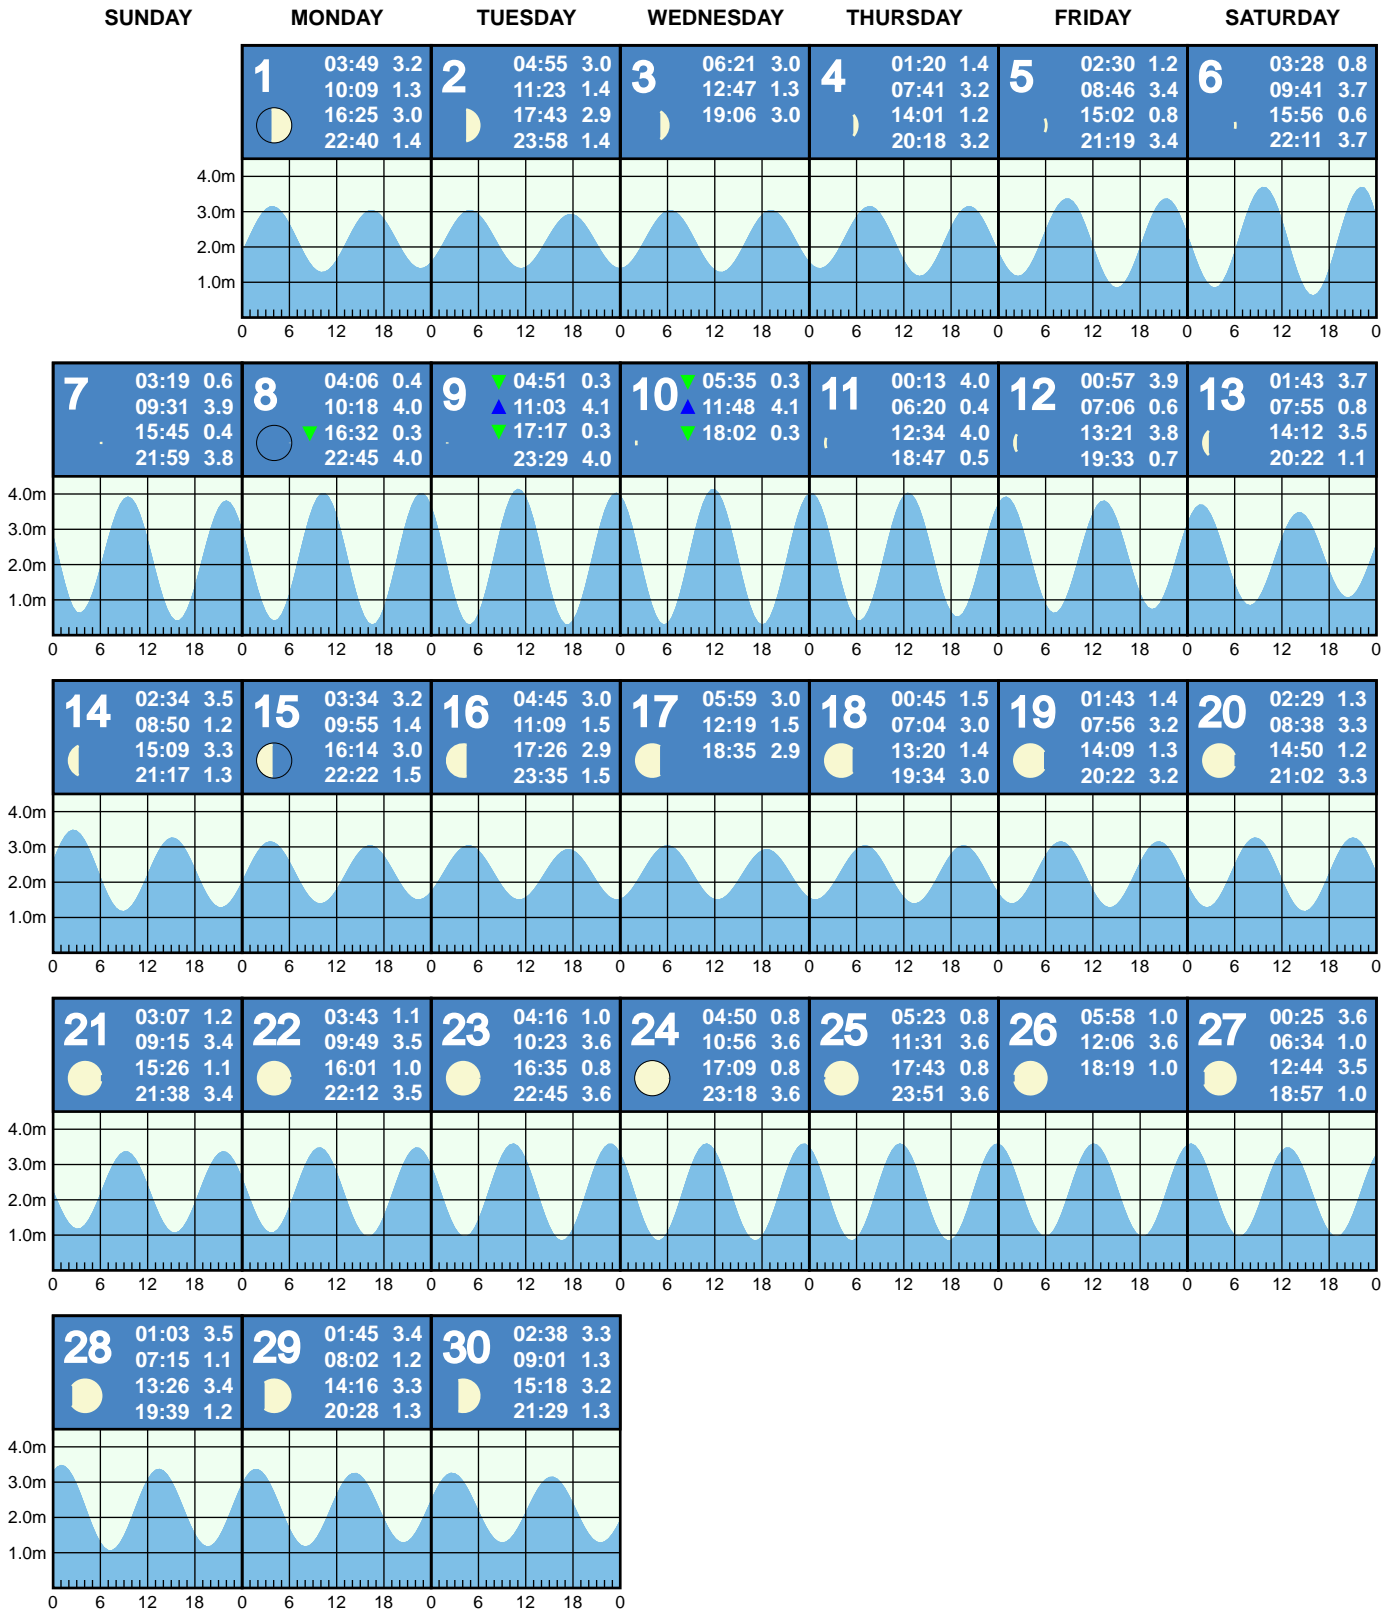 SUNDAY MONDAY TUESDAY WEDNESDAY THURSDAY FRIDAY SATURDAY
1 03:49 3.2
10:09 1.3
16:25 3.0
22:40 1.4
2 04:55 3.0
11:23 1.4
17:43 2.9
23:58 1.4
3 06:21 3.0
12:47 1.3
19:06 3.0
4 01:20 1.4
07:41 3.2
14:01 1.2
20:18 3.2
5 02:30 1.2
08:46 3.4
15:02 0.8
21:19 3.4
6 03:28 0.8
09:41 3.7
15:56 0.6
22:11 3.7
4.0m
3.0m
2.0m
1.0m
0 6 12 18 0 6 12 18 0 6 12 18 0 6 12 18 0 6 12 18 0 6 12 18 0
7 03:19 0.6
09:31 3.9
15:45 0.4
21:59 3.8
8 04:06 0.4
10:18 4.0
16:32 0.3
22:45 4.0
9 04:51 0.3
11:03 4.1
17:17 0.3
23:29 4.0
10 05:35 0.3
11:48 4.1
18:02 0.3
11 00:13 4.0
06:20 0.4
12:34 4.0
18:47 0.5
12 00:57 3.9
07:06 0.6
13:21 3.8
19:33 0.7
13 01:43 3.7
07:55 0.8
14:12 3.5
20:22 1.1
4.0m
3.0m
2.0m
1.0m
0 6 12 18 0 6 12 18 0 6 12 18 0 6 12 18 0 6 12 18 0 6 12 18 0 6 12 18 0
14 02:34 3.5
08:50 1.2
15:09 3.3
21:17 1.3
15 03:34 3.2
09:55 1.4
16:14 3.0
22:22 1.5
16 04:45 3.0
11:09 1.5
17:26 2.9
23:35 1.5
17 05:59 3.0
12:19 1.5
18:35 2.9
18 00:45 1.5
07:04 3.0
13:20 1.4
19:34 3.0
19 01:43 1.4
07:56 3.2
14:09 1.3
20:22 3.2
20 02:29 1.3
08:38 3.3
14:50 1.2
21:02 3.3
4.0m
3.0m
2.0m
1.0m
0 6 12 18 0 6 12 18 0 6 12 18 0 6 12 18 0 6 12 18 0 6 12 18 0 6 12 18 0
21 03:07 1.2
09:15 3.4
15:26 1.1
21:38 3.4
22 03:43 1.1
09:49 3.5
16:01 1.0
22:12 3.5
23 04:16 1.0
10:23 3.6
16:35 0.8
22:45 3.6
24 04:50 0.8
10:56 3.6
17:09 0.8
23:18 3.6
25 05:23 0.8
11:31 3.6
17:43 0.8
23:51 3.6
26 05:58 1.0
12:06 3.6
18:19 1.0
27 00:25 3.6
06:34 1.0
12:44 3.5
18:57 1.0
4.0m
3.0m
2.0m
1.0m
0 6 12 18 0 6 12 18 0 6 12 18 0 6 12 18 0 6 12 18 0 6 12 18 0 6 12 18 0
28 01:03 3.5
07:15 1.1
13:26 3.4
19:39 1.2
29 01:45 3.4
08:02 1.2
14:16 3.3
20:28 1.3
30 02:38 3.3
09:01 1.3
15:18 3.2
21:29 1.3
4.0m
3.0m
2.0m
1.0m
0 6 12 18 0 6 12 18 0 6 12 18 0